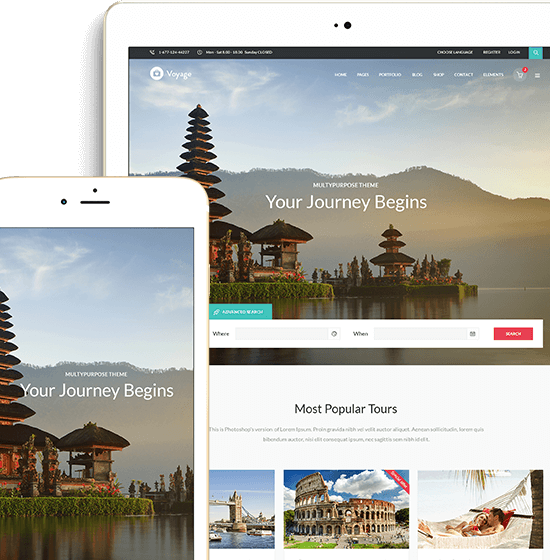 1-677-124-44227
Mon - Sat 8.00 - 18.00 Sunday CLOSED
CHOOSE LANGUAGE
REGISTER
LOGIN
Voyage
HOME
PAGES
PORTFOLIO
BLOG
SHOP
CONTACT
ELEMENTS
MULTYPURPOSE THEME
Your Journey Begins
ADVANCED SEARCH
Where
When
SEARCH
MULTYPURPOSE THEME
Your Journey Begins
Most Popular Tours
This is Photoshop's version of Lorem Ipsum. Proin gravida nibh vel velit auctor aliquet. Aenean sollicitudin, lorem quis
bibendum auctor, nisi elit consequat ipsum, nec sagittis sem nibh id elit.